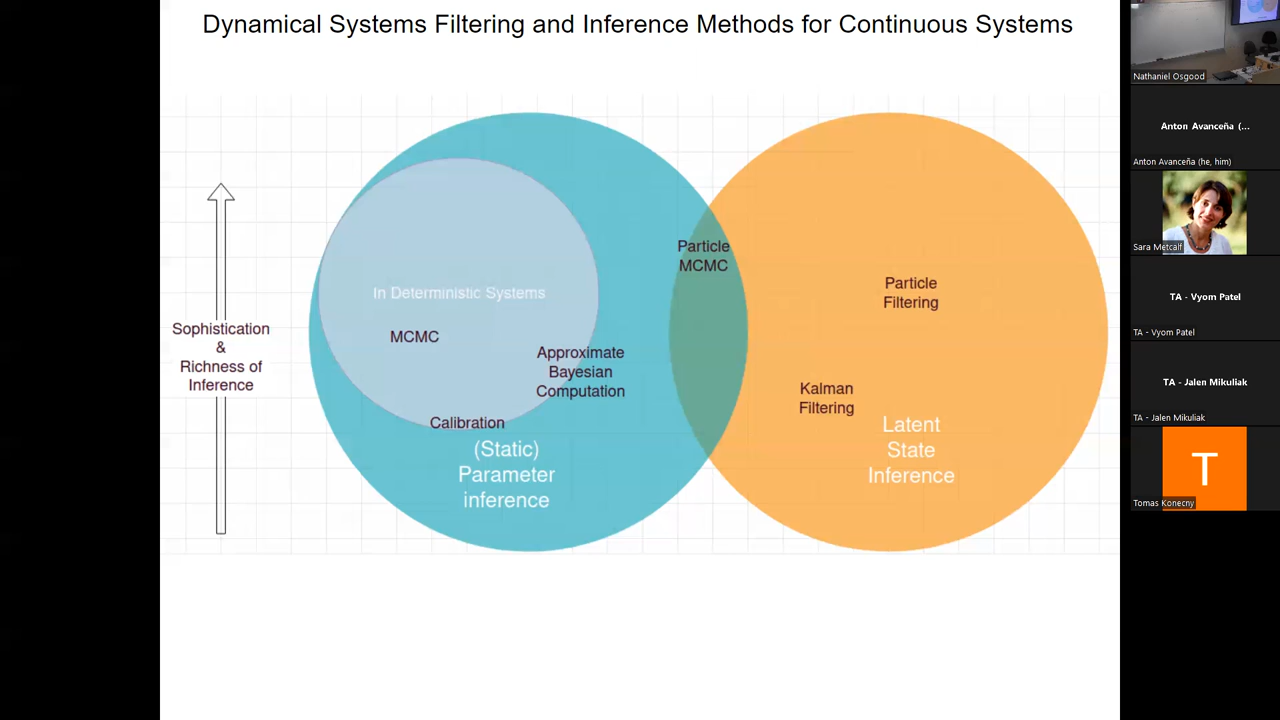 Dynamical Systems Filtering and Inference Methods for Continuous Systems
Sophistication
&
Richness of
Inference
In Deterministic Systems
MCMC
Approximate
Bayesian
Computation
Calibration
(Static)
Parameter
inference
Particle
MCMC
Particle
Filtering
Kalman
Filtering
Latent
State
Inference
Nathaniel Osgood
Anton Avanceña (...
Anton Avanceña (he, him)
Sara Metcalf
TA - Vyom Patel
TA - Vyom Patel
TA - Jalen Mikuliak
TA - Jalen Mikuliak
T
Tomas Konecny